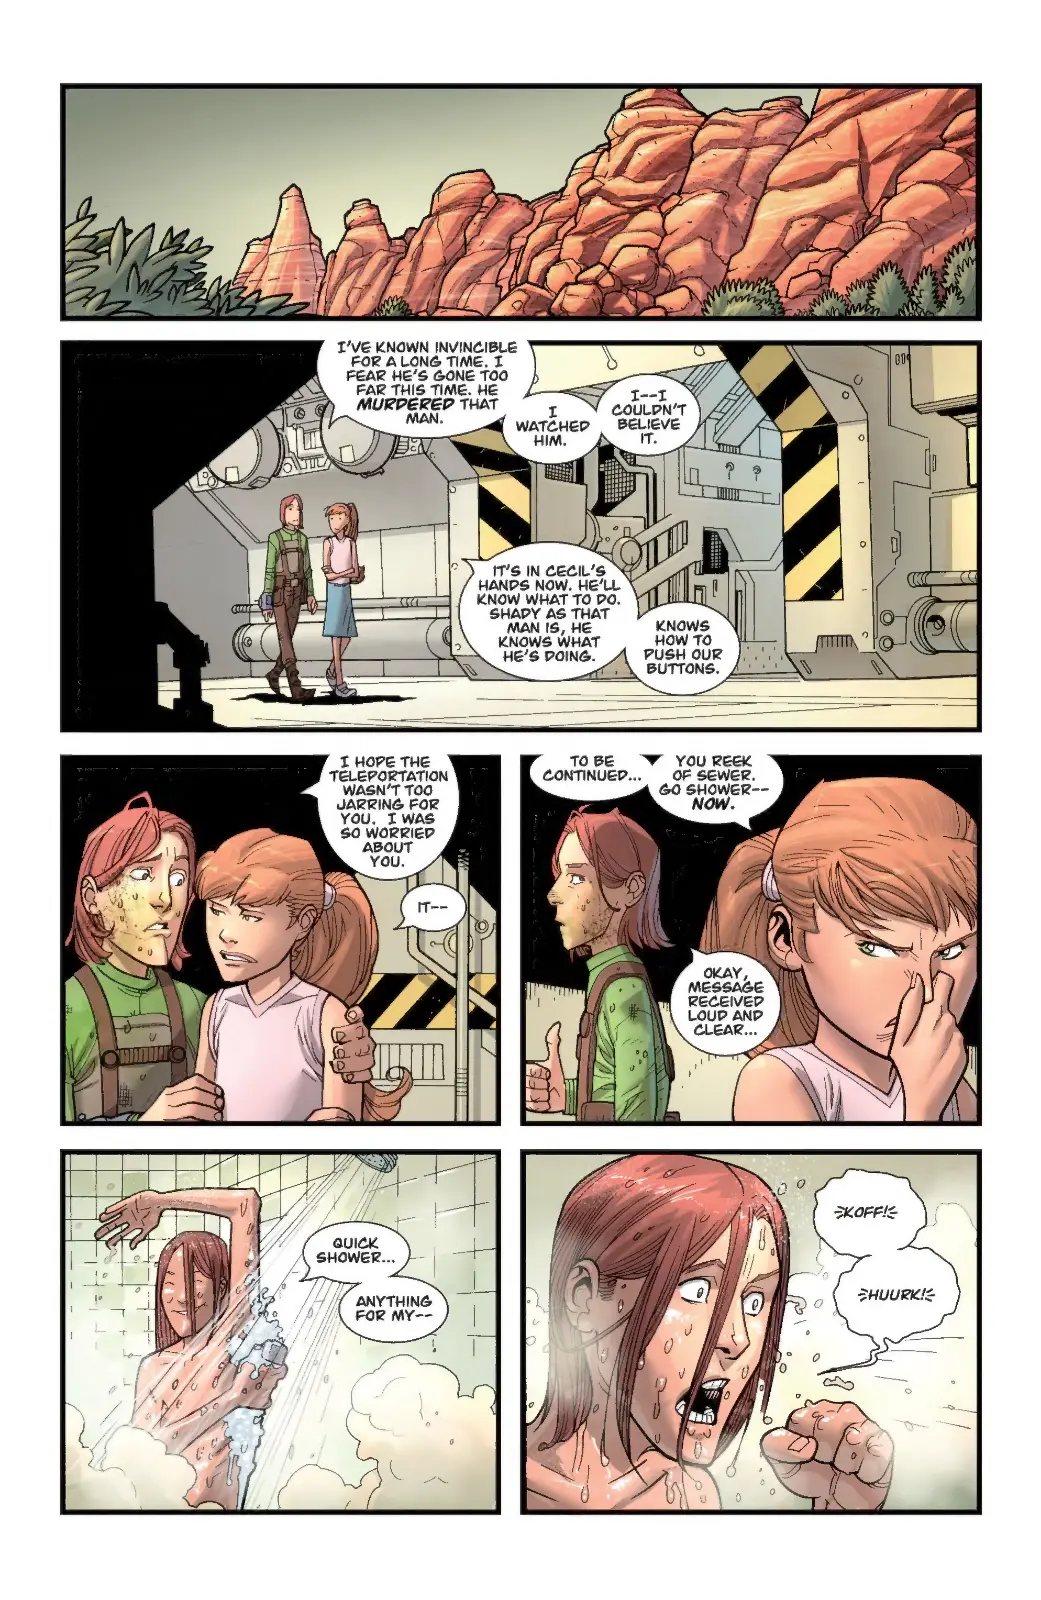 I'VE KNOWN INVINCIBLE
FOR A LONG TIME. I
FEAR HE'S GONE TOO
FAR THIS TIME. HE
MURDERED THAT
MAN.
I
WATCHED
HIM.
I--I
COULDN'T
BELIEVE
IT.
IT'S IN CECIL'S
HANDS NOW. HE'LL
KNOW WHAT TO DO.
SHADY AS THAT
MAN IS, HE
KNOWS WHAT
HE'S DOING.
KNOWS
HOW TO
PUSH OUR
BUTTONS.
I HOPE THE
TELEPORTATION
WASN'T TOO
JARRING FOR
YOU. I WAS
SO WORRIED
ABOUT
YOU.
IT--
TO BE
CONTINUED...
YOU REEK
OF SEWER.
GO SHOWER--
NOW.
OKAY,
MESSAGE
RECEIVED
LOUD AND
CLEAR...
QUICK
SHOWER...
ANYTHING
FOR MY--
KOFF!
HUURK!